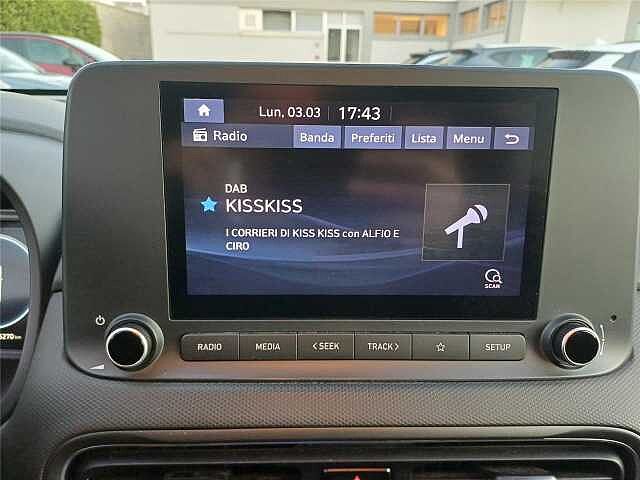 Lun, 03.03 17:43
Radio Banda Preferiti Lista Menu
DAB
KISSKISS
I CORRIERI DI KISS KISS con ALFIO E
CIRO
SCAN
RADIO MEDIA < SEEK TRACK > SETUP